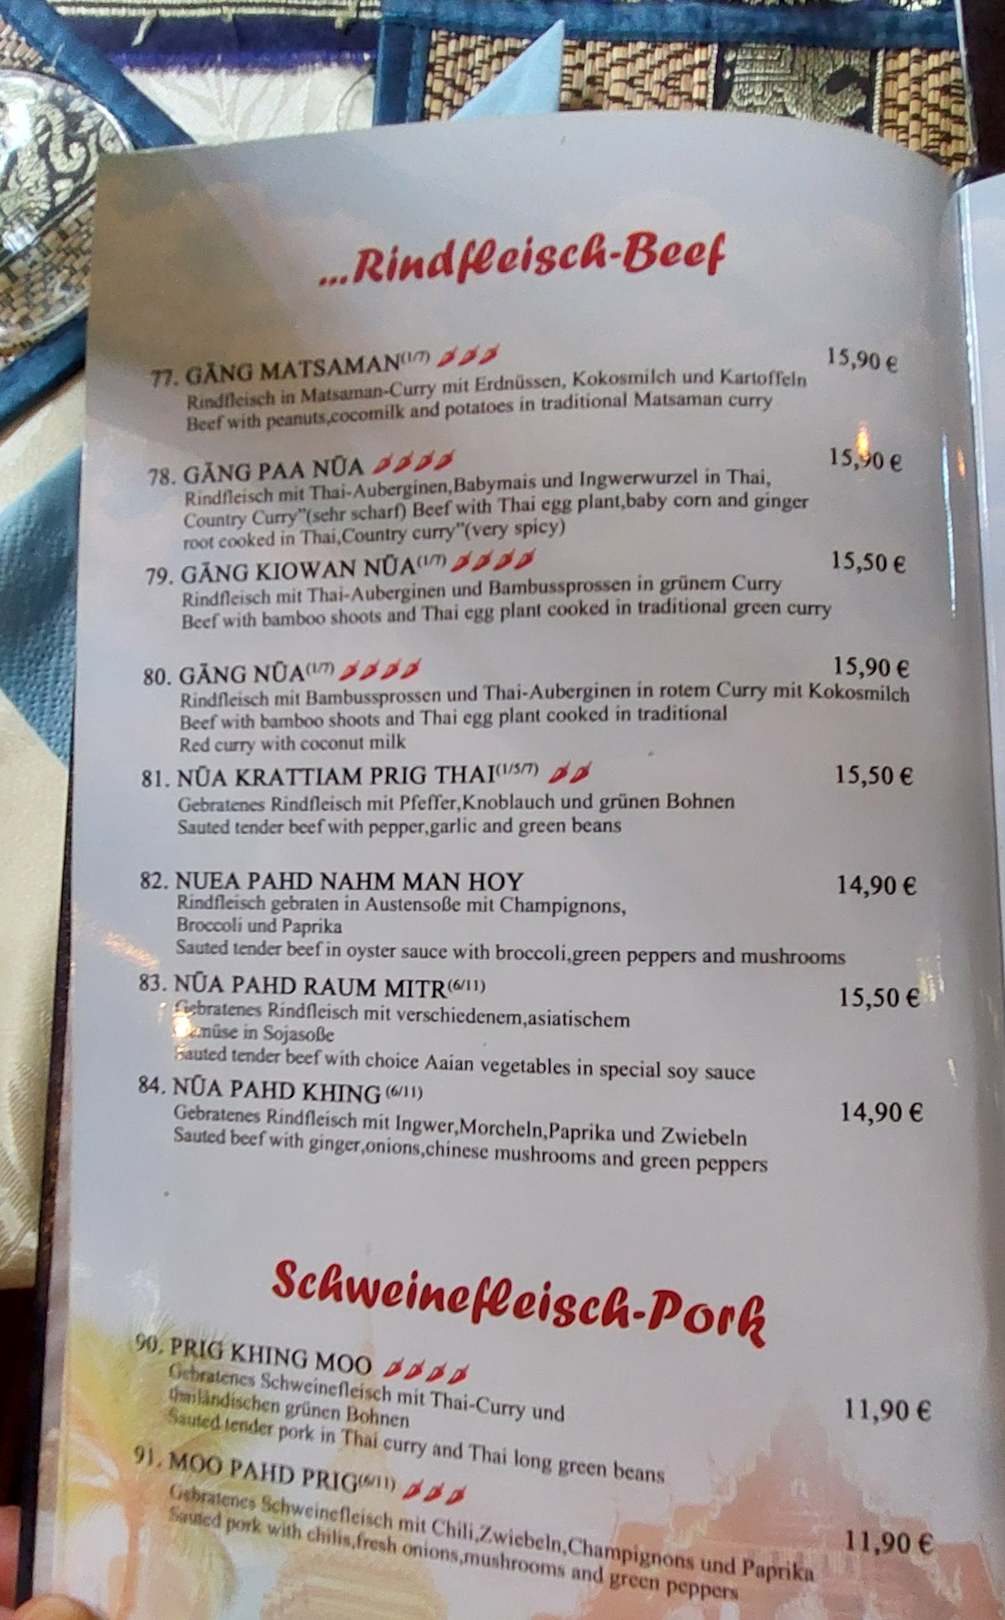 ...Rindfleisch-Beef
77. GÄNG MATSAMAN(1/7) 15,90 €
Rindfleisch in Matsaman-Curry mit Erdnüssen, Kokosmilch und Kartoffeln
Beef with peanuts,cocomilk and potatoes in traditional Matsaman curry
78. GÄNG PAA NŪA 15,90 €
Rindfleisch mit Thai-Auberginen,Babymais und Ingwerwurzel in Thai,
Country Curry”(sehr scharf) Beef with Thai egg plant,baby corn and ginger
root cooked in Thai,Country curry”(very spicy)
79. GÄNG KIOWAN NŪA(1/7) 15,50 €
Rindfleisch mit Thai-Auberginen und Bambussprossen in grünem Curry
Beef with bamboo shoots and Thai egg plant cooked in traditional green curry
80. GÄNG NŪA(1/7) 15,90 €
Rindfleisch mit Bambussprossen und Thai-Auberginen in rotem Curry mit Kokosmilch
Beef with bamboo shoots and Thai egg plant cooked in traditional
Red curry with coconut milk
81. NŪA KRATTIAM PRIG THAI(1/5/7) 15,50 €
Gebratenes Rindfleisch mit Pfeffer,Knoblauch und grünen Bohnen
Sauted tender beef with pepper,garlic and green beans
82. NUEA PAHD NAHM MAN HOY 14,90 €
Rindfleisch gebraten in Austensoße mit Champignons,
Broccoli und Paprika
Sauted tender beef in oyster sauce with broccoli,green peppers and mushrooms
83. NŪA PAHD RAUM MITR(6/11) 15,50 €
Gebratenes Rindfleisch mit verschiedenem,asiatischem
Gemüse in Sojasoße
Sauted tender beef with choice Aaian vegetables in special soy sauce
84. NŪA PAHD KHING (6/11) 14,90 €
Gebratenes Rindfleisch mit Ingwer,Morcheln,Paprika und Zwiebeln
Sauted beef with ginger,onions,chinese mushrooms and green peppers
Schweinefleisch-Pork
90. PRIG KHING MOO 11,90 €
Gebratenes Schweinefleisch mit Thai-Curry und
thailändischen grünen Bohnen
Sauted tender pork in Thai curry and Thai long green beans
91. MOO PAHD PRIG(6/11) 11,90 €
Gebratenes Schweinefleisch mit Chili,Zwiebeln,Champignons und Paprika
Sauted pork with chilis,fresh onions,mushrooms and green peppers